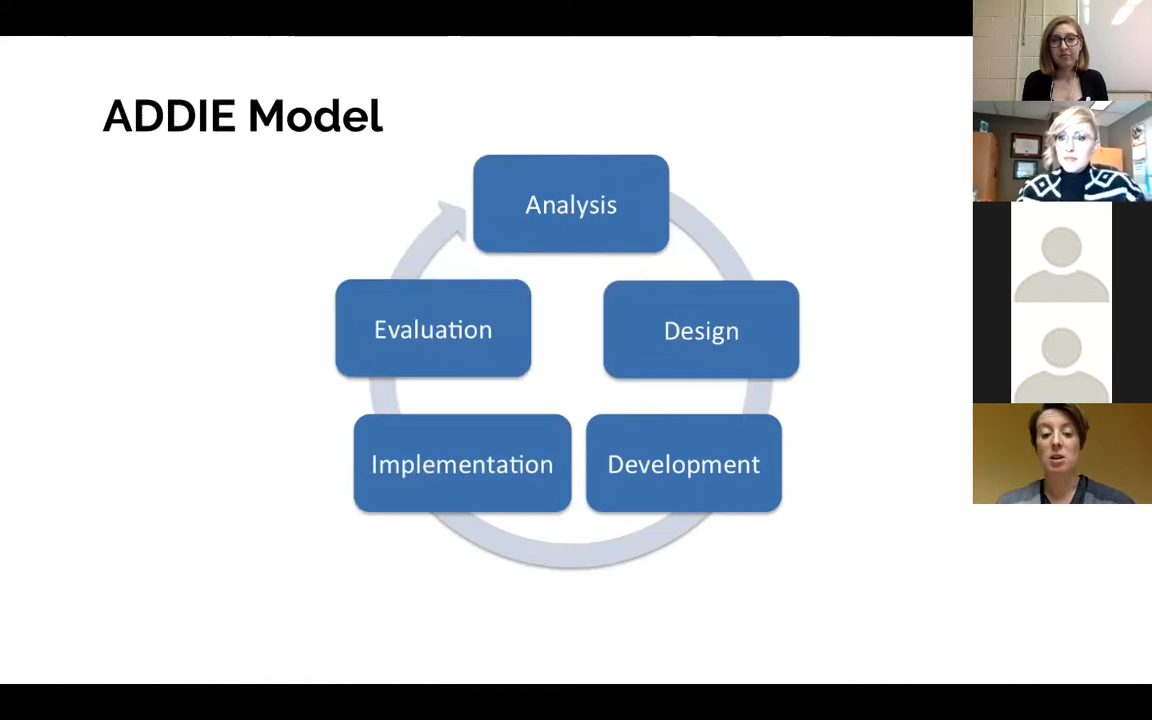 ADDIE Model
Analysis
Evaluation
Design
Implementation
Development